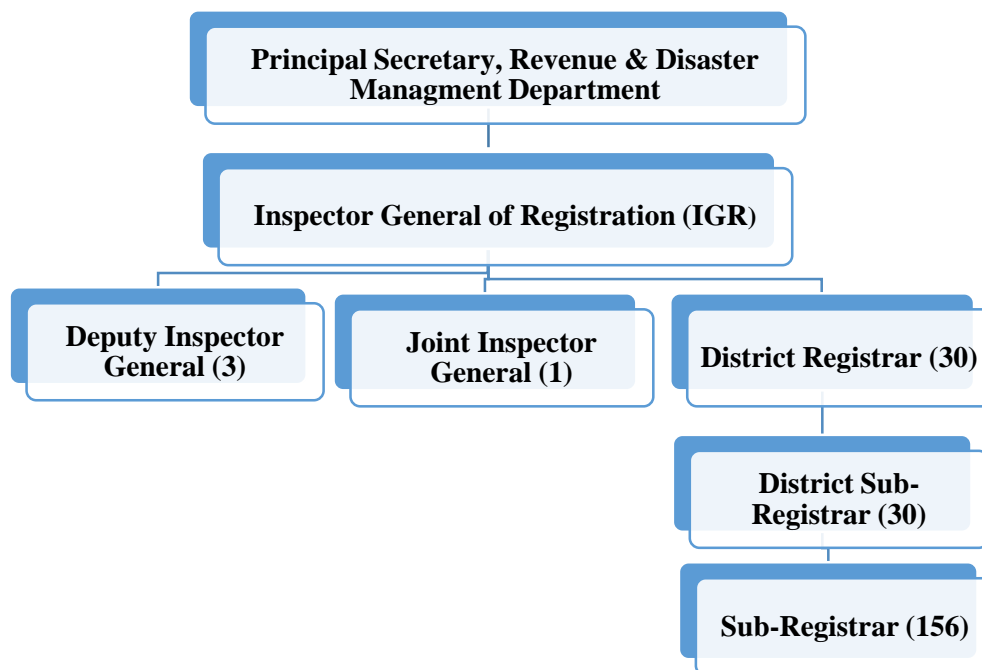 Principal Secretary, Revenue & Disaster
Managment Department
Inspector General of Registration (IGR)
Deputy Inspector
General (3)
Joint Inspector
General (1)
District Registrar (30)
District Sub-
Registrar (30)
Sub-Registrar (156)